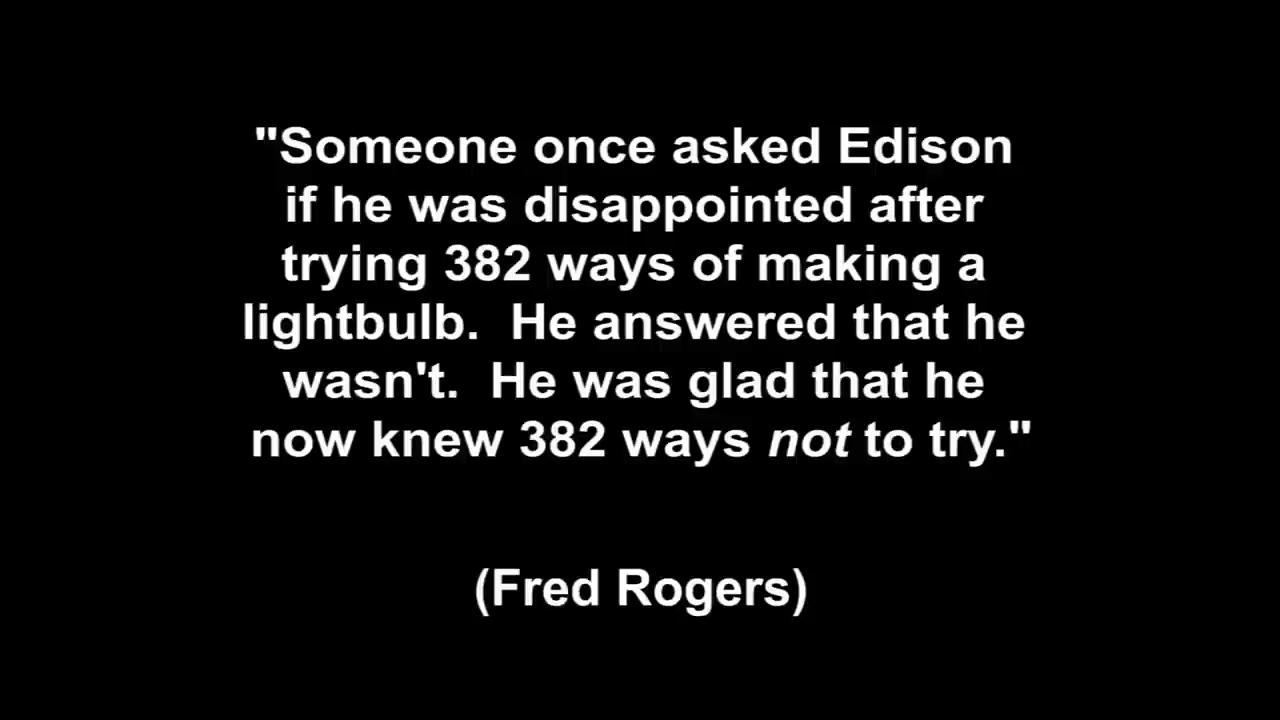 "Someone once asked Edison
if he was disappointed after
trying 382 ways of making a
lightbulb.  He answered that he
wasn't.  He was glad that he
now knew 382 ways not to try."
(Fred Rogers)